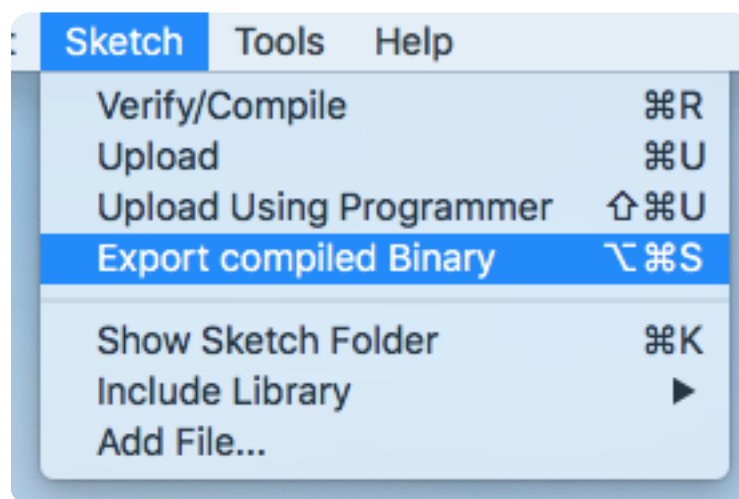 Sketch Tools Help
Verify/Compile ⌘R
Upload ⌘U
Upload Using Programmer ⇧⌘U
Export compiled Binary ⌥⌘S
Show Sketch Folder ⌘K
Include Library ▶
Add File...